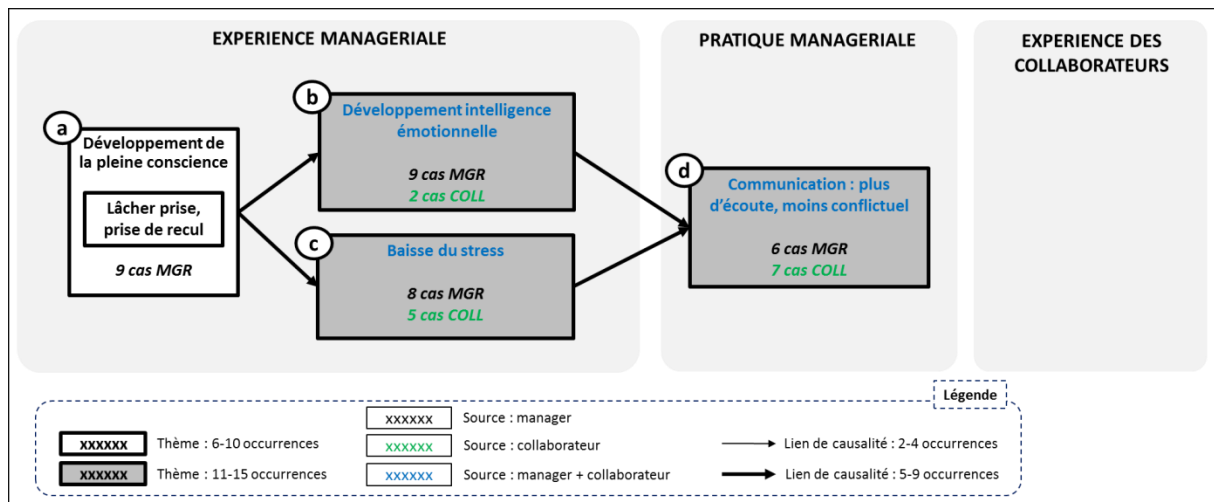 EXPERIENCE MANAGERIALE
PRATIQUE MANAGERIALE
EXPERIENCE DES
COLLABORATEURS
a
Développement de
la pleine conscience
Lâcher prise,
prise de recul
9 cas MGR
b
Développement intelligence
émotionnelle
9 cas MGR
2 cas COLL
c
Baisse du stress
8 cas MGR
5 cas COLL
d
Communication : plus
d'écoute, moins conflictuel
6 cas MGR
7 cas COLL
Légende
xxxxxx Thème : 6-10 occurrences
xxxxxx Thème : 11-15 occurrences
xxxxxx Source : manager
xxxxxx Source : collaborateur
xxxxxx Source : manager + collaborateur
Lien de causalité : 2-4 occurrences
Lien de causalité : 5-9 occurrences